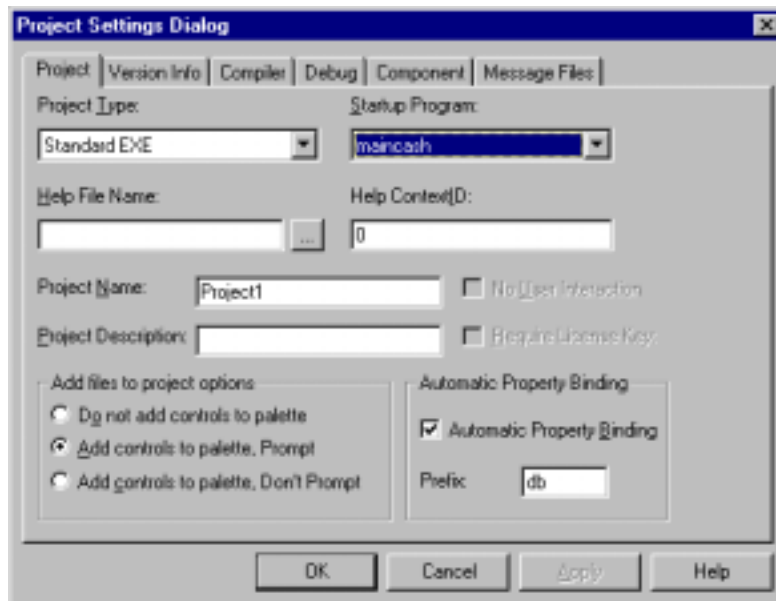 Project Settings Dialog
Project Version Info Compiler Debug Component Message Files
Project Type: Startup Program:
Standard EXE maincash
Help File Name: Help ContextID:
... 0
Project Name: Project1 No User Interaction
Project Description: Require License Key:
Add files to project options Automatic Property Binding
Do not add controls to palette
Add controls to palette, Prompt Automatic Property Binding
Add controls to palette, Don't Prompt Prefix: db
OK Cancel Apply Help